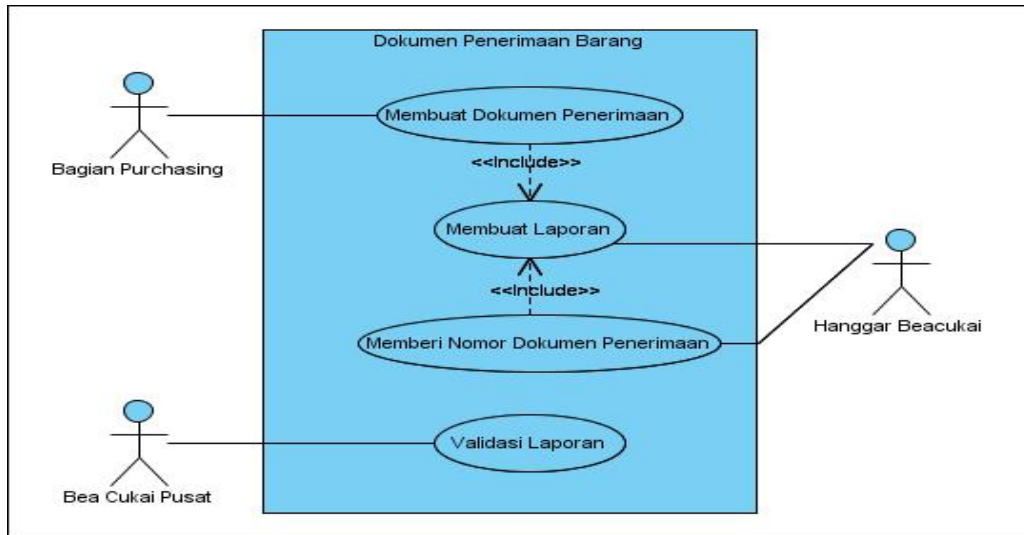 Dokumen Penerimaan Barang
Membuat Dokumen Penerimaan
Bagian Purchasing
<<Include>>
Membuat Laporan
<<Include>>
Hanggar Beacukai
Memberi Nomor Dokumen Penerimaan
Validasi Laporan
Bea Cukai Pusat